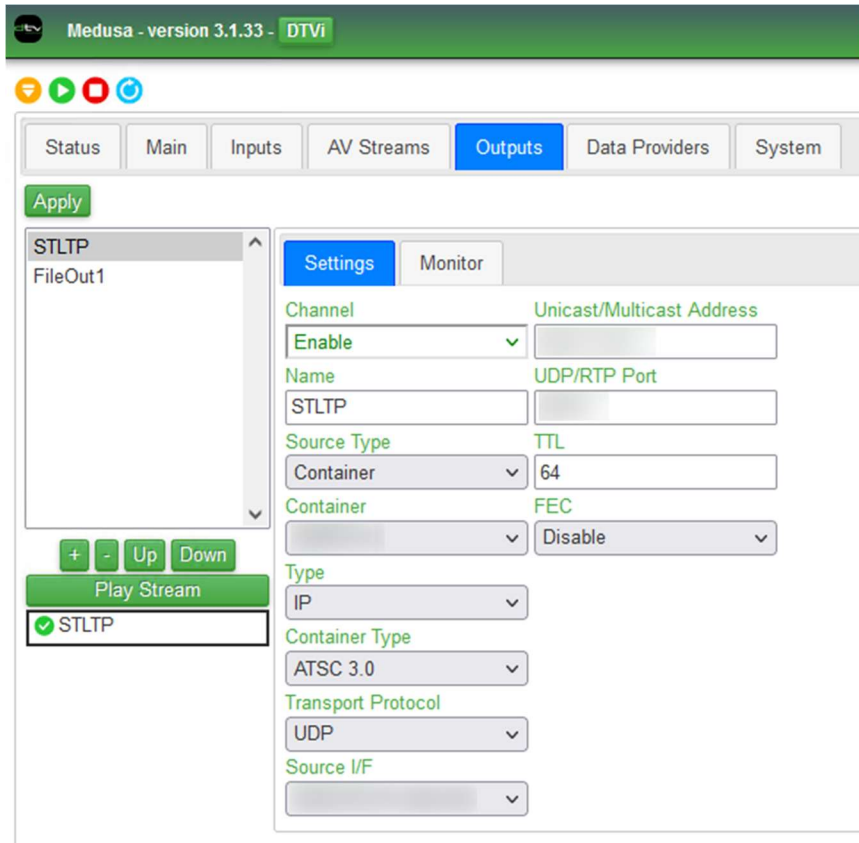 dtv Medusa - version 3.1.33 - DTVi
Status Main Inputs AV Streams Outputs Data Providers System
Apply
STLTP
FileOut1
+ - Up Down
Play Stream
STLTP
Settings Monitor
Channel Unicast/Multicast Address
Enable
Name UDP/RTP Port
STLTP
Source Type TTL
Container 64
Container FEC
Disable
Type
IP
Container Type
ATSC 3.0
Transport Protocol
UDP
Source I/F